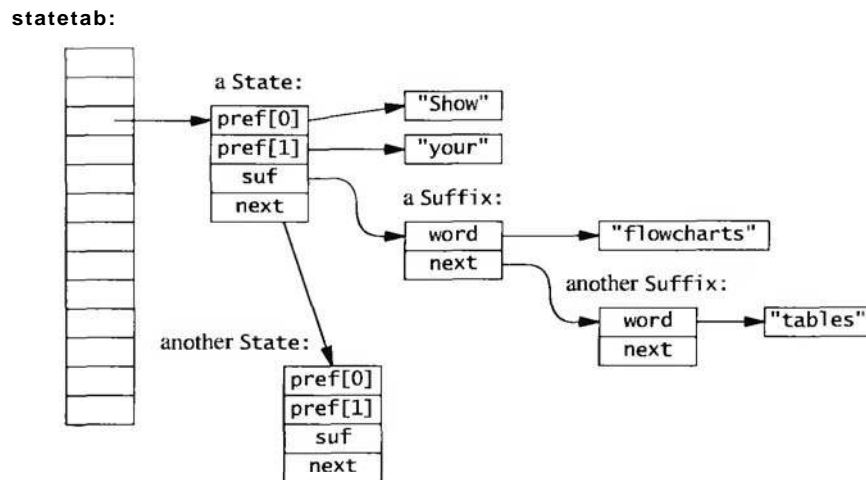 statetab:
a State:
pref[0]
pref[1]
suf
next
"Show"
"your"
a Suffix:
word
next
"flowcharts"
another Suffix:
word
next
"tables"
another State:
pref[0]
pref[1]
suf
next